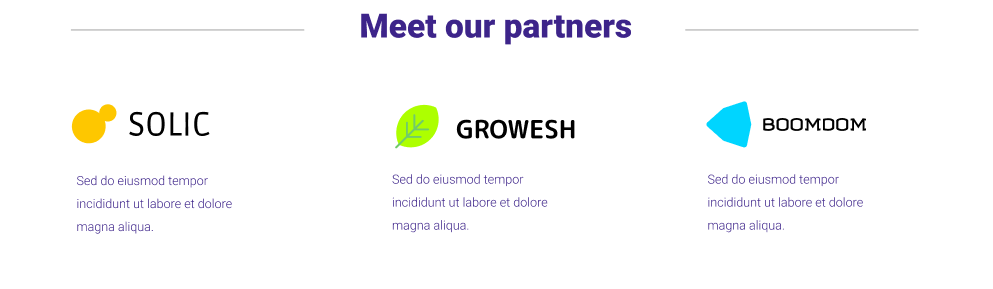 Meet our partners
SOLIC
Sed do eiusmod tempor
incididunt ut labore et dolore
magna aliqua.
GROWESH
Sed do eiusmod tempor
incididunt ut labore et dolore
magna aliqua.
BOOMDOM
Sed do eiusmod tempor
incididunt ut labore et dolore
magna aliqua.